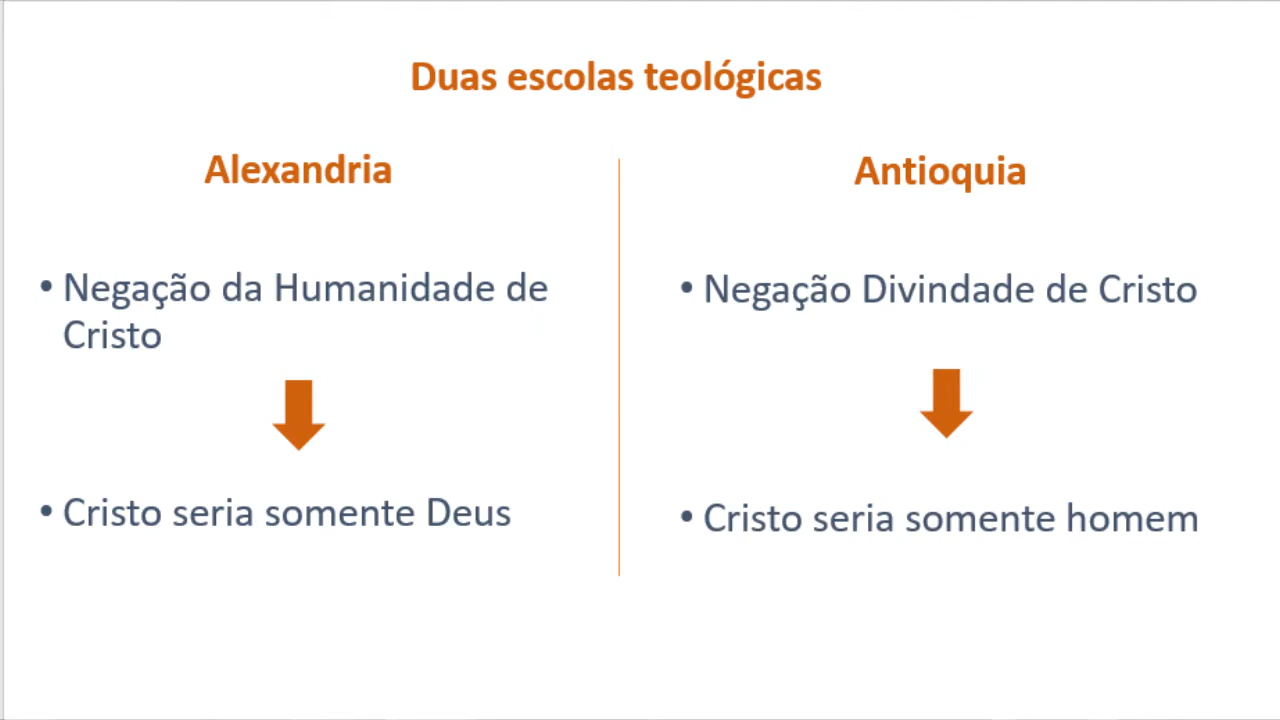 Duas escolas teológicas
Alexandria
• Negação da Humanidade de
Cristo
• Cristo seria somente Deus
Antioquia
• Negação Divindade de Cristo
• Cristo seria somente homem